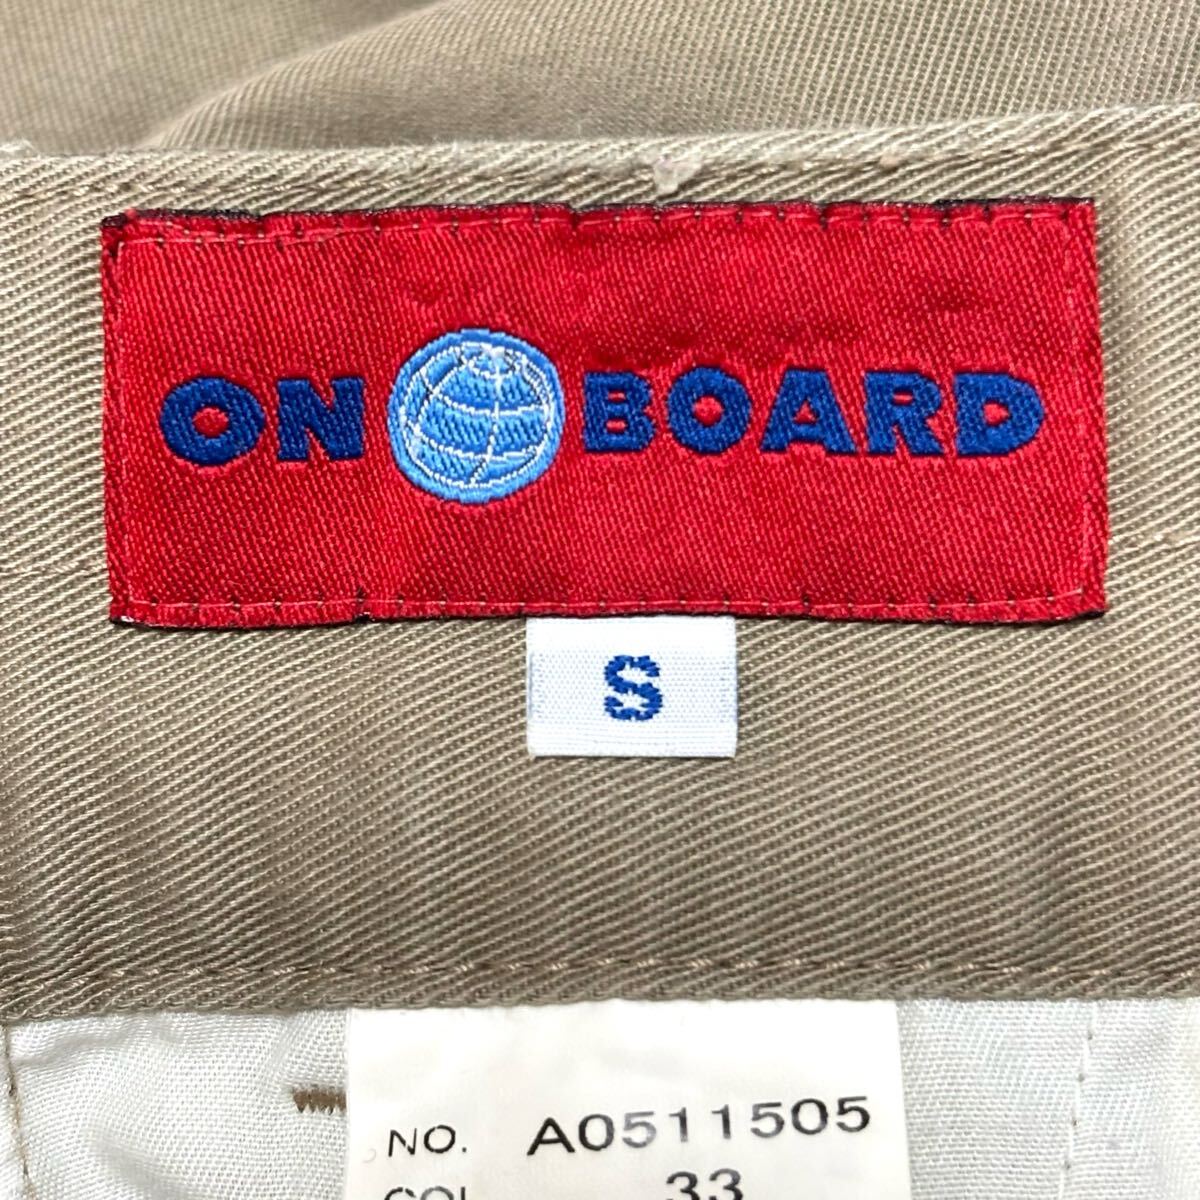 ON BOARD
S
NO. A0511505
COL 33